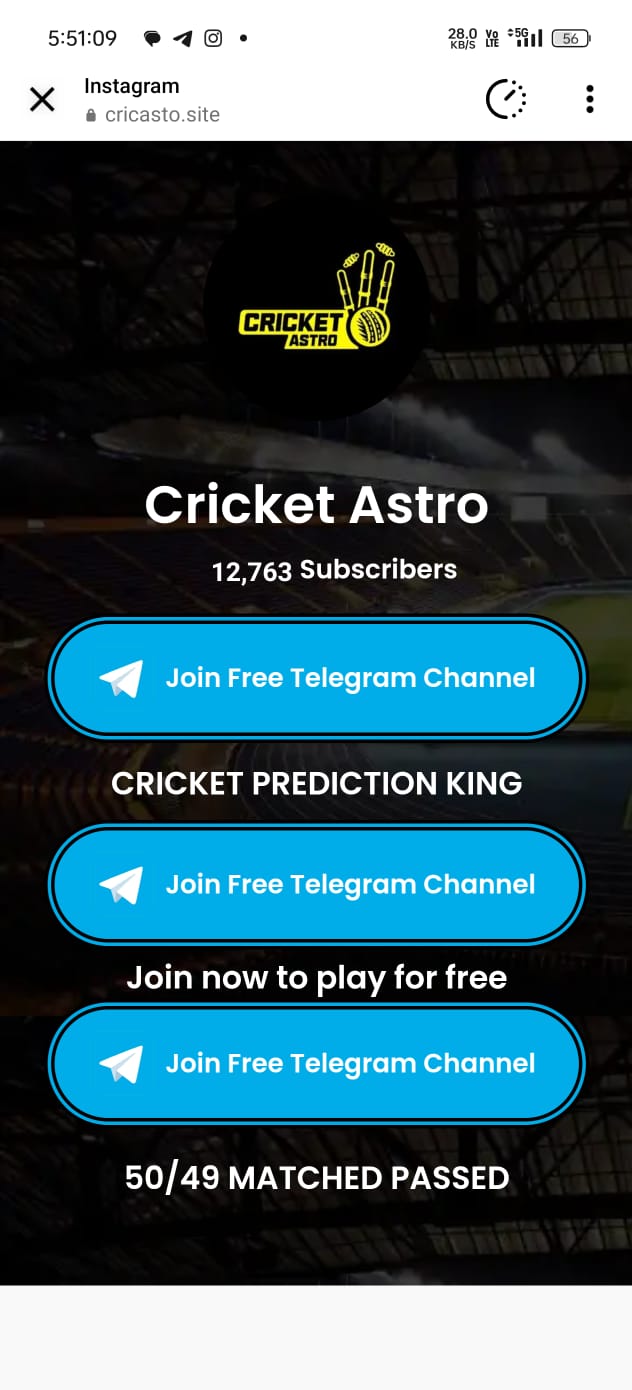 5:51:09
28.0 KB/S Vo LTE 5G 56
Instagram
cricasto.site
CRICKET
ASTRO
Cricket Astro
12,763 Subscribers
Join Free Telegram Channel
CRICKET PREDICTION KING
Join Free Telegram Channel
Join now to play for free
Join Free Telegram Channel
50/49 MATCHED PASSED